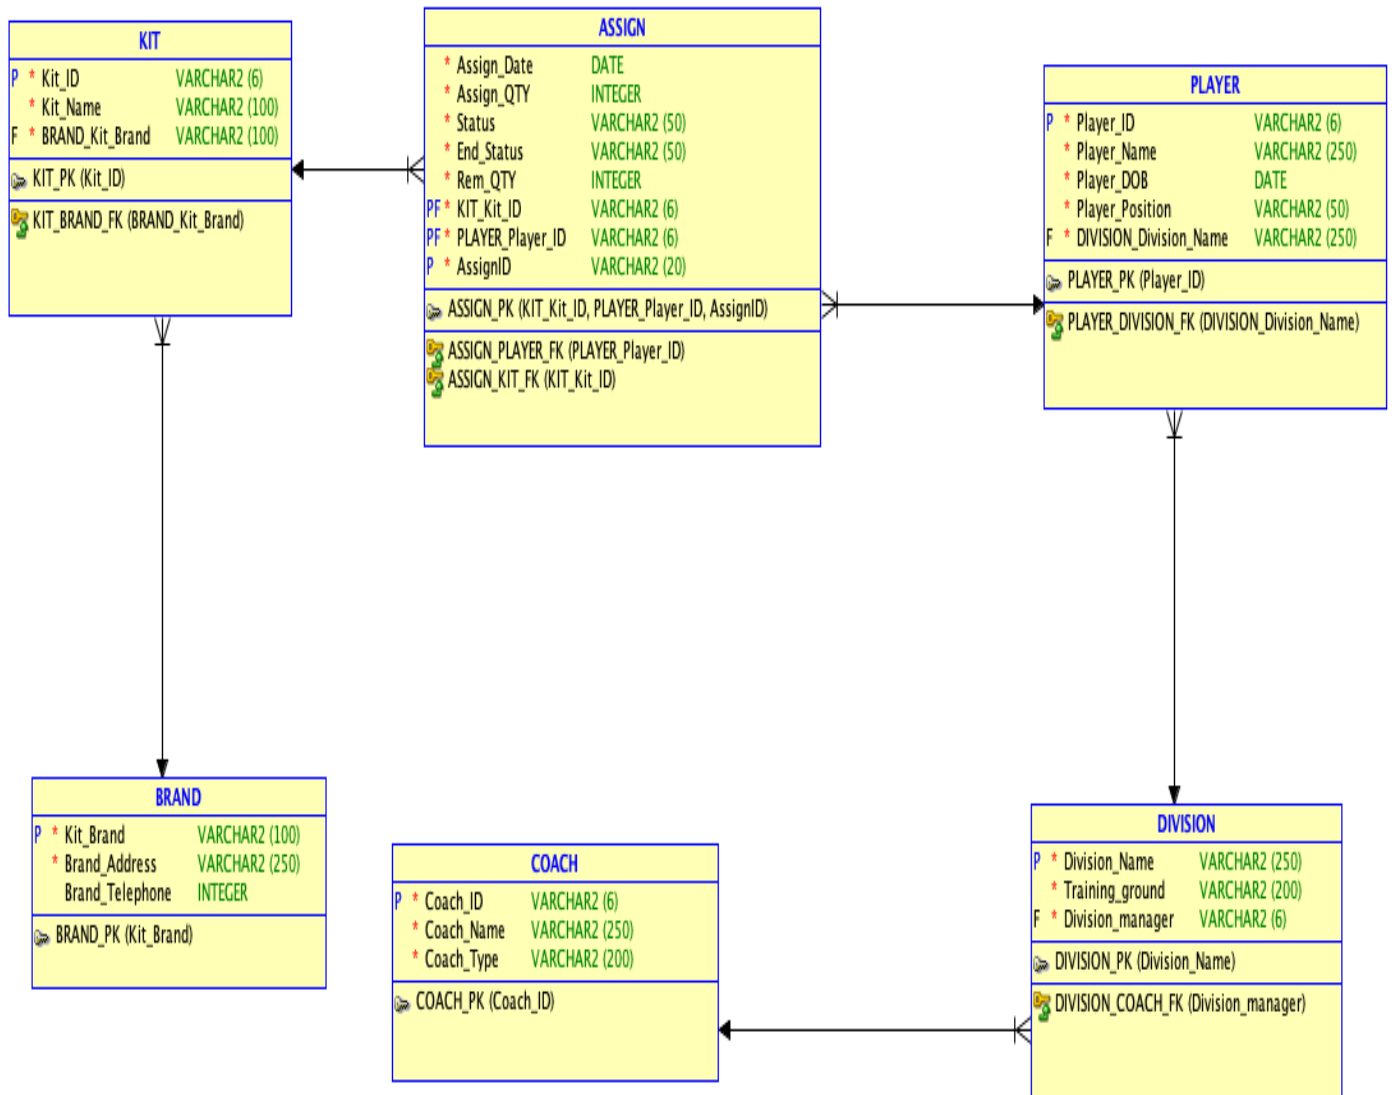 KIT
P * Kit_ID VARCHAR2 (6)
* Kit_Name VARCHAR2 (100)
F * BRAND_Kit_Brand VARCHAR2 (100)
KIT_PK (Kit_ID)
KIT_BRAND_FK (BRAND_Kit_Brand)
ASSIGN
* Assign_Date DATE
* Assign_QTY INTEGER
* Status VARCHAR2 (50)
* End_Status VARCHAR2 (50)
* Rem_QTY INTEGER
PF * KIT_Kit_ID VARCHAR2 (6)
PF * PLAYER_Player_ID VARCHAR2 (6)
P * AssignID VARCHAR2 (20)
ASSIGN_PK (KIT_Kit_ID, PLAYER_Player_ID, AssignID)
ASSIGN_PLAYER_FK (PLAYER_Player_ID)
ASSIGN_KIT_FK (KIT_Kit_ID)
PLAYER
P * Player_ID VARCHAR2 (6)
* Player_Name VARCHAR2 (250)
* Player_DOB DATE
* Player_Position VARCHAR2 (50)
F * DIVISION_Division_Name VARCHAR2 (250)
PLAYER_PK (Player_ID)
PLAYER_DIVISION_FK (DIVISION_Division_Name)
BRAND
P * Kit_Brand VARCHAR2 (100)
* Brand_Address VARCHAR2 (250)
Brand_Telephone INTEGER
BRAND_PK (Kit_Brand)
COACH
P * Coach_ID VARCHAR2 (6)
* Coach_Name VARCHAR2 (250)
* Coach_Type VARCHAR2 (200)
COACH_PK (Coach_ID)
DIVISION
P * Division_Name VARCHAR2 (250)
* Training_ground VARCHAR2 (200)
F * Division_manager VARCHAR2 (6)
DIVISION_PK (Division_Name)
DIVISION_COACH_FK (Division_manager)